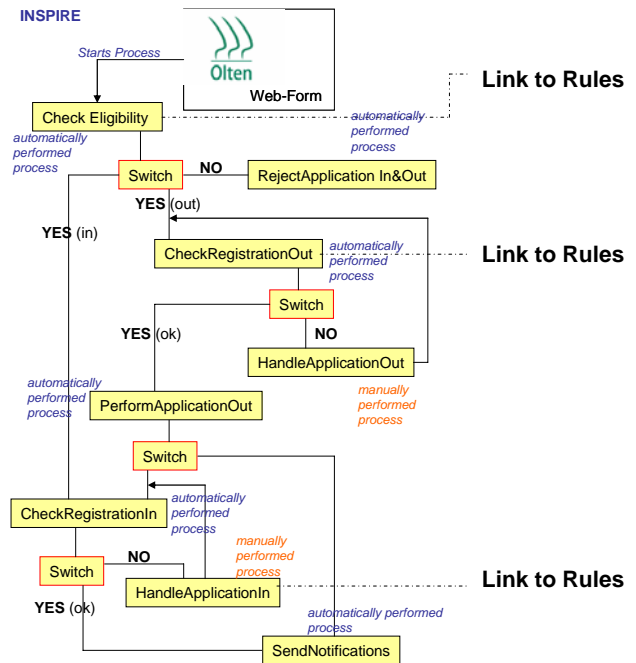 INSPIRE
Starts Process
Olten
Web-Form
Link to Rules
Check Eligibility
automatically
performed
process
automatically
performed
process
Switch
NO
RejectApplication In&Out
YES (out)
YES (in)
CheckRegistrationOut
automatically
performed
process
Link to Rules
Switch
YES (ok)
NO
HandleApplicationOut
automatically
performed
process
manually
performed
process
PerformApplicationOut
Switch
CheckRegistrationIn
automatically
performed
process
manually
performed
process
Switch
NO
HandleApplicationIn
Link to Rules
YES (ok)
automatically performed
process
SendNotifications